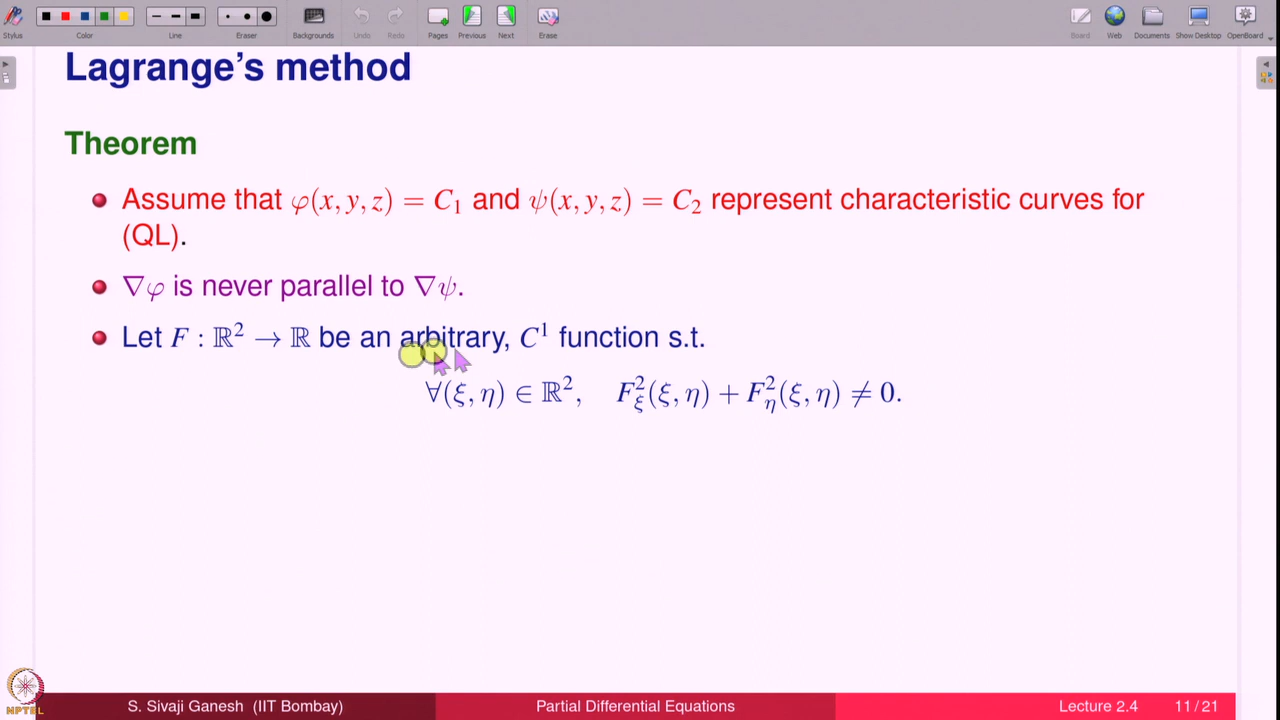 Stylus Color Line Eraser Backgrounds Undo Redo Pages Previous Next Erase Board Web Documents Show Desktop OpenBoard
Lagrange's method
Theorem
Assume that φ(x, y, z) = C₁ and ψ(x, y, z) = C₂ represent characteristic curves for
(QL).
∇φ is never parallel to ∇ψ.
Let F : ℝ² → ℝ be an arbitrary, C¹ function s.t.
∀(ξ, η) ∈ ℝ², F²_ξ(ξ, η) + F²_η(ξ, η) ≠ 0.
NPTEL
S. Sivaji Ganesh (IIT Bombay) Partial Differential Equations Lecture 2.4 11 / 21